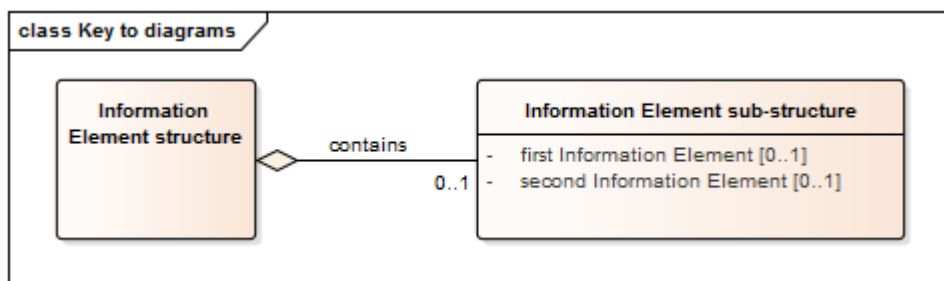 class Key to diagrams
Information
Element structure
contains
0..1
Information Element sub-structure
- first Information Element [0..1]
- second Information Element [0..1]